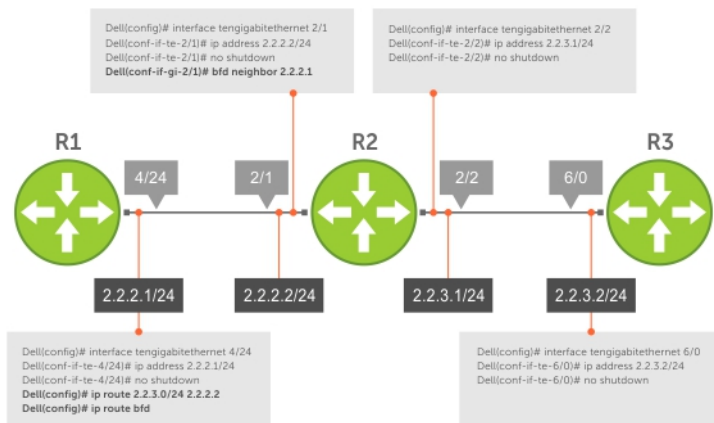 Dell(config)# interface tengigabitethernet 2/1
Dell(conf-if-te-2/1)# ip address 2.2.2.2/24
Dell(conf-if-te-2/1)# no shutdown
Dell(conf-if-gi-2/1)# bfd neighbor 2.2.2.1
Dell(config)# interface tengigabitethernet 2/2
Dell(conf-if-te-2/2)# ip address 2.2.3.1/24
Dell(conf-if-te-2/2)# no shutdown
R1
R2
R3
4/24
2/1
2/2
6/0
2.2.2.1/24
2.2.2.2/24
2.2.3.1/24
2.2.3.2/24
Dell(config)# interface tengigabitethernet 4/24
Dell(conf-if-te-4/24)# ip address 2.2.2.1/24
Dell(conf-if-te-4/24)# no shutdown
Dell(config)# ip route 2.2.3.0/24 2.2.2.2
Dell(config)# ip route bfd
Dell(config)# interface tengigabitethernet 6/0
Dell(conf-if-te-6/0)# ip address 2.2.3.2/24
Dell(conf-if-te-6/0)# no shutdown